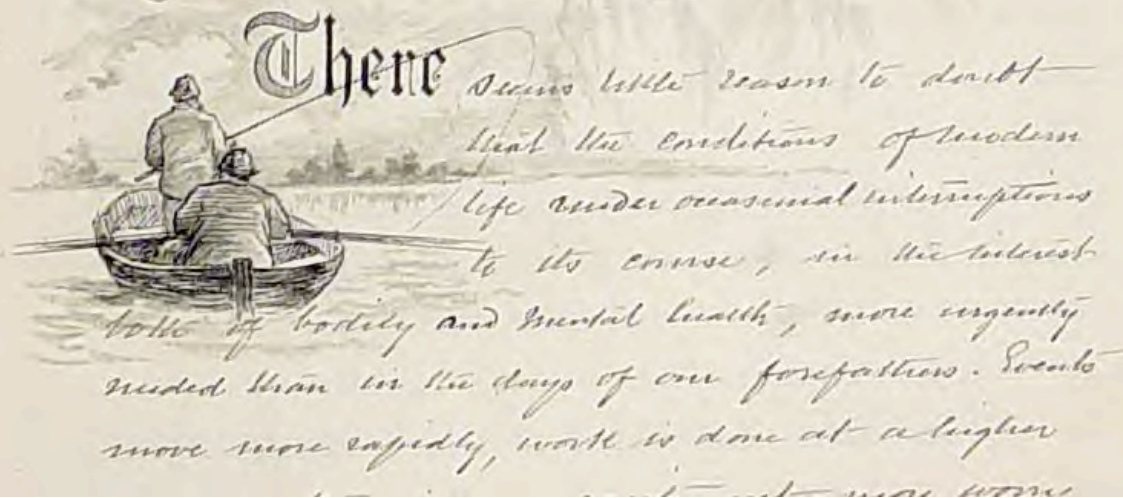 There seems little reason to doubt
that the conditions of modern
life render occasional interruptions
to its course, in the interest
both of bodily and mental health, more urgently
needed than in the days of our forefathers. Events
move more rapidly, work is done at a higher
more worry